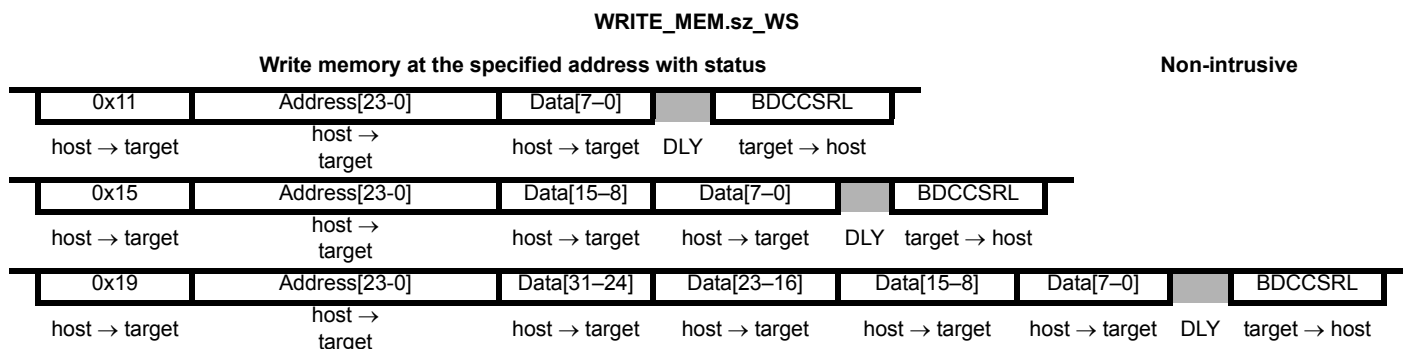 WRITE_MEM.sz_WS
Write memory at the specified address with status Non-intrusive
0x11 Address[23-0] Data[7–0] BDCCSRL
host → target host → target host → target DLY target → host
0x15 Address[23-0] Data[15–8] Data[7–0] BDCCSRL
host → target host → target host → target host → target DLY target → host
0x19 Address[23-0] Data[31–24] Data[23–16] Data[15–8] Data[7–0] BDCCSRL
host → target host → target host → target host → target host → target host → target DLY target → host